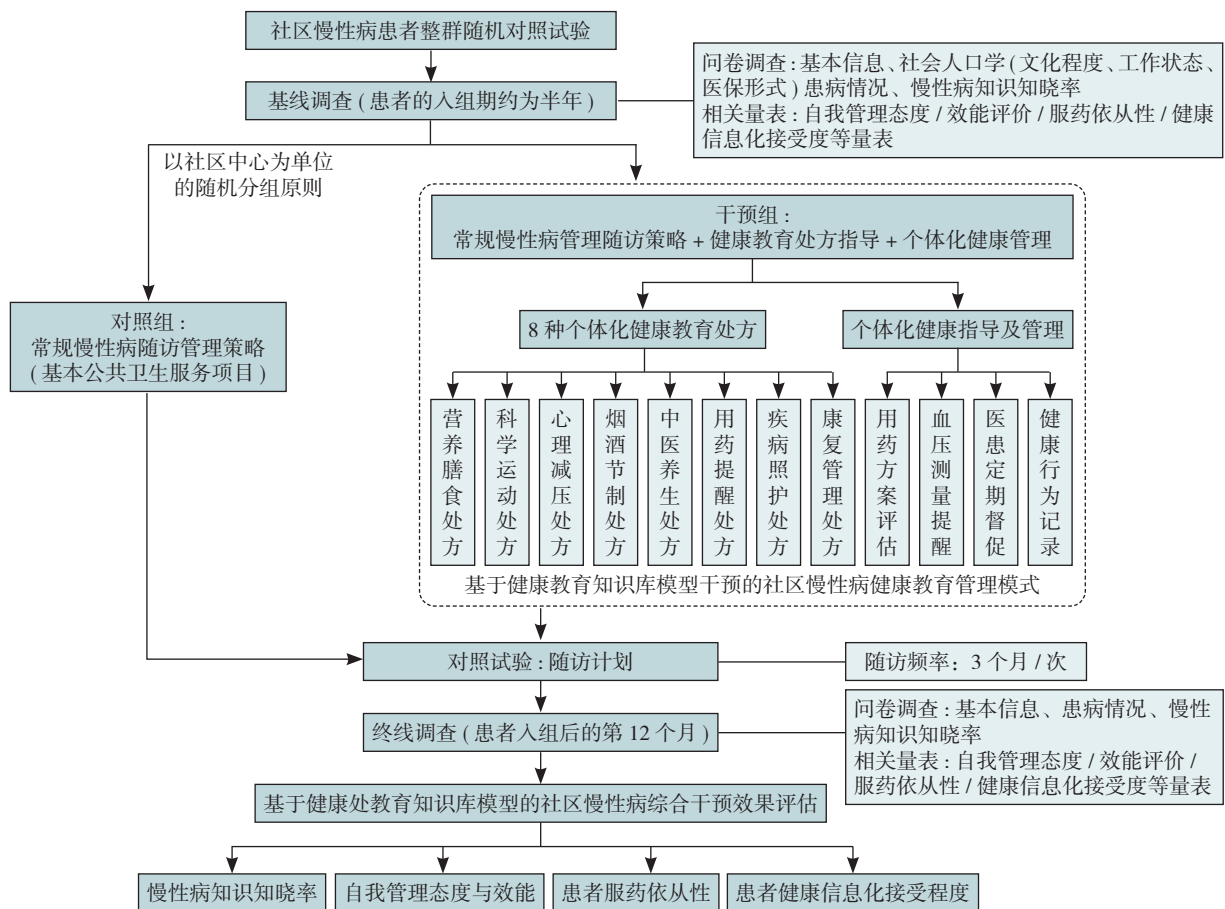 社区慢性病患者整群随机对照试验
问卷调查：基本信息、社会人口学(文化程度、工作状态、
医保形式)患病情况、慢性病知识知晓率
相关量表：自我管理态度/效能评价/服药依从性/健康
信息化接受度等量表
基线调查(患者的入组期约为半年)
以社区中心为单位
的随机分组原则
干预组：
常规慢性病管理随访策略+健康教育处方指导+个体化健康管理
对照组：
常规慢性病随访管理策略
(基本公共卫生服务项目)
8种个体化健康教育处方
个体化健康指导及管理
营养膳食处方
科学运动处方
心理减压处方
烟酒节制处方
中医养生处方
用药提醒处方
疾病照护处方
康复管理处方
用药方案评估
血压测量提醒
医患定期督促
健康行为记录
基于健康教育知识库模型干预的社区慢性病健康教育管理模式
对照试验：随访计划
随访频率：3个月/次
终线调查(患者入组后的第12个月)
问卷调查：基本信息、患病情况、慢性
病知识知晓率
相关量表：自我管理态度/效能评价/
服药依从性/健康信息化接受度等量表
基于健康处教育知识库模型的社区慢性病综合干预效果评估
慢性病知识知晓率
自我管理态度与效能
患者服药依从性
患者健康信息化接受程度